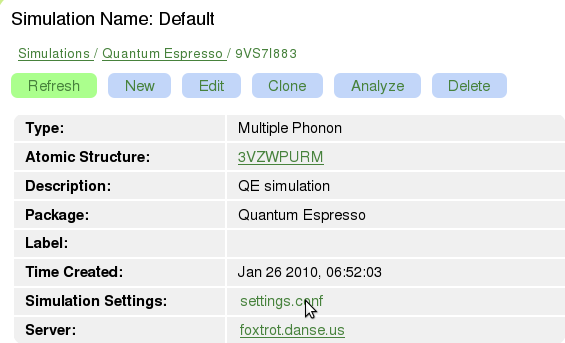 Simulation Name: Default
Simulations / Quantum Espresso / 9VS7I883
Refresh New Edit Clone Analyze Delete
Type: Multiple Phonon
Atomic Structure: 3VZWPURM
Description: QE simulation
Package: Quantum Espresso
Label:
Time Created: Jan 26 2010, 06:52:03
Simulation Settings: settings.conf
Server: foxtrot.danse.us